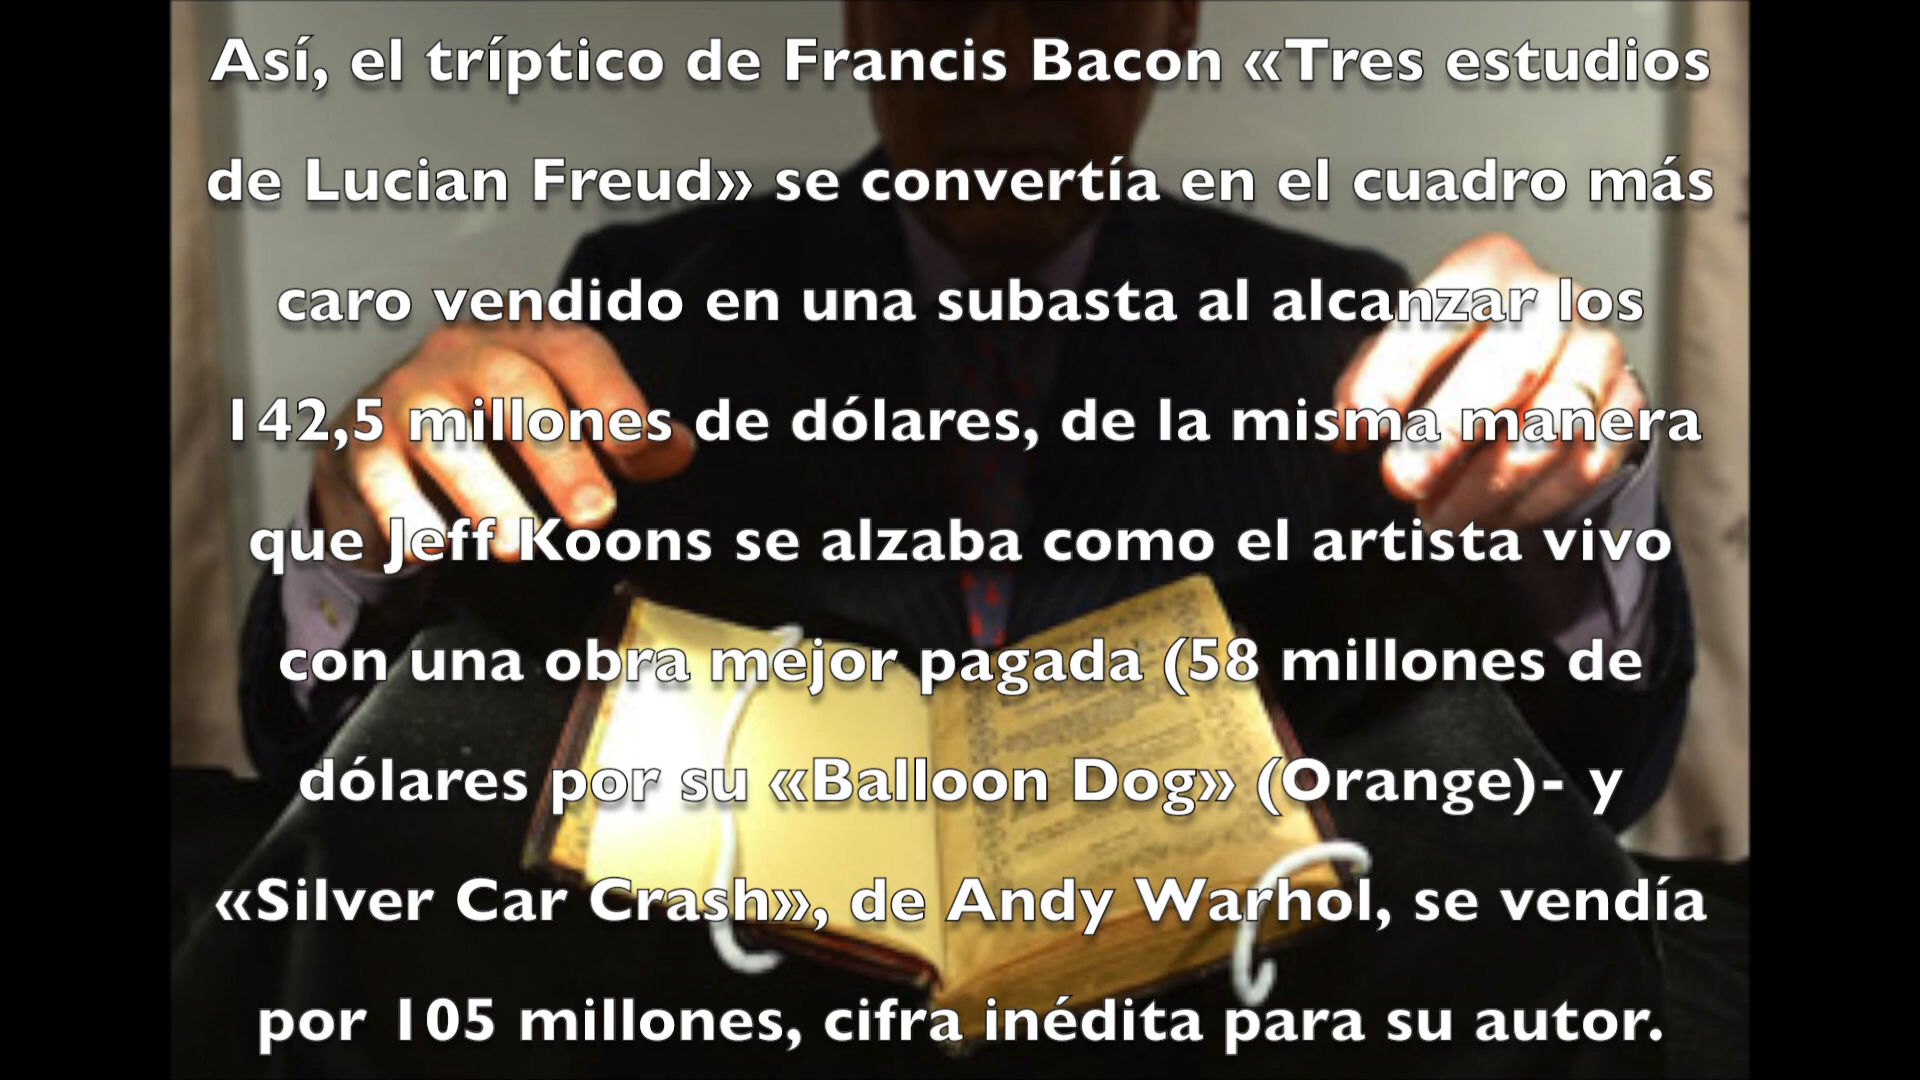 Así, el tríptico de Francis Bacon «Tres estudios
de Lucian Freud» se convertía en el cuadro más
caro vendido en una subasta al alcanzar los
142,5 millones de dólares, de la misma manera
que Jeff Koons se alzaba como el artista vivo
con una obra mejor pagada (58 millones de
dólares por su «Balloon Dog» (Orange)- y
«Silver Car Crash», de Andy Warhol, se vendía
por 105 millones, cifra inédita para su autor.